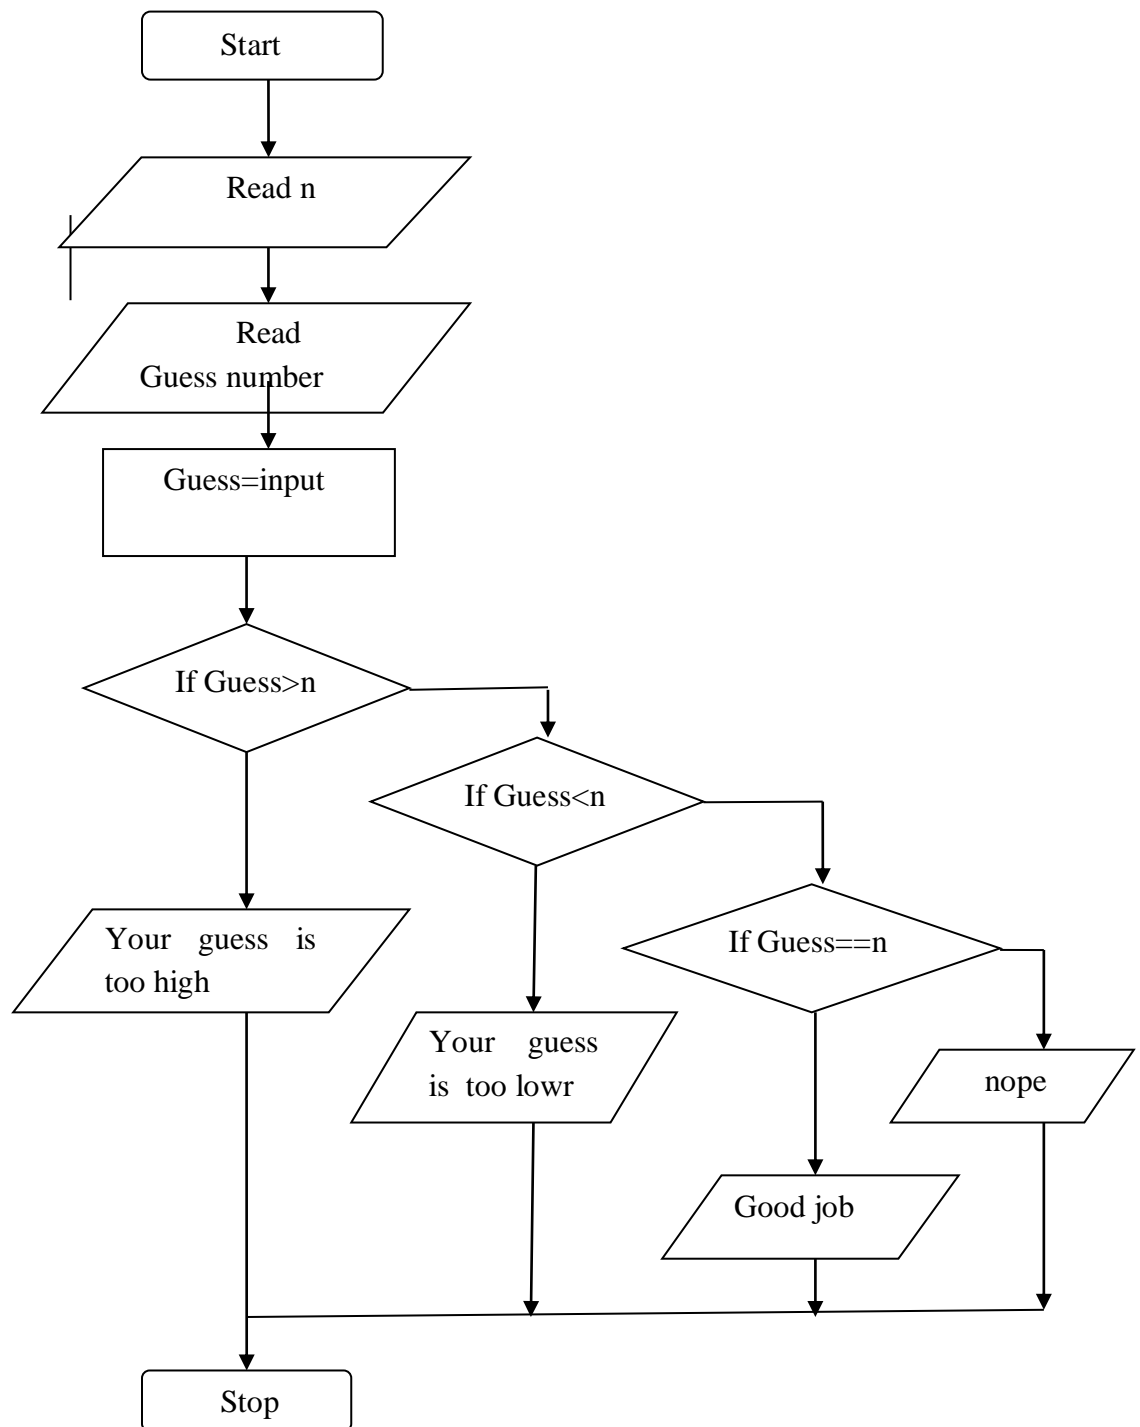 Start
Read n
Read
Guess number
Guess=input
If Guess>n
If Guess<n
If Guess==n
Your guess is
too high
Your guess
is too lowr
nope
Good job
Stop